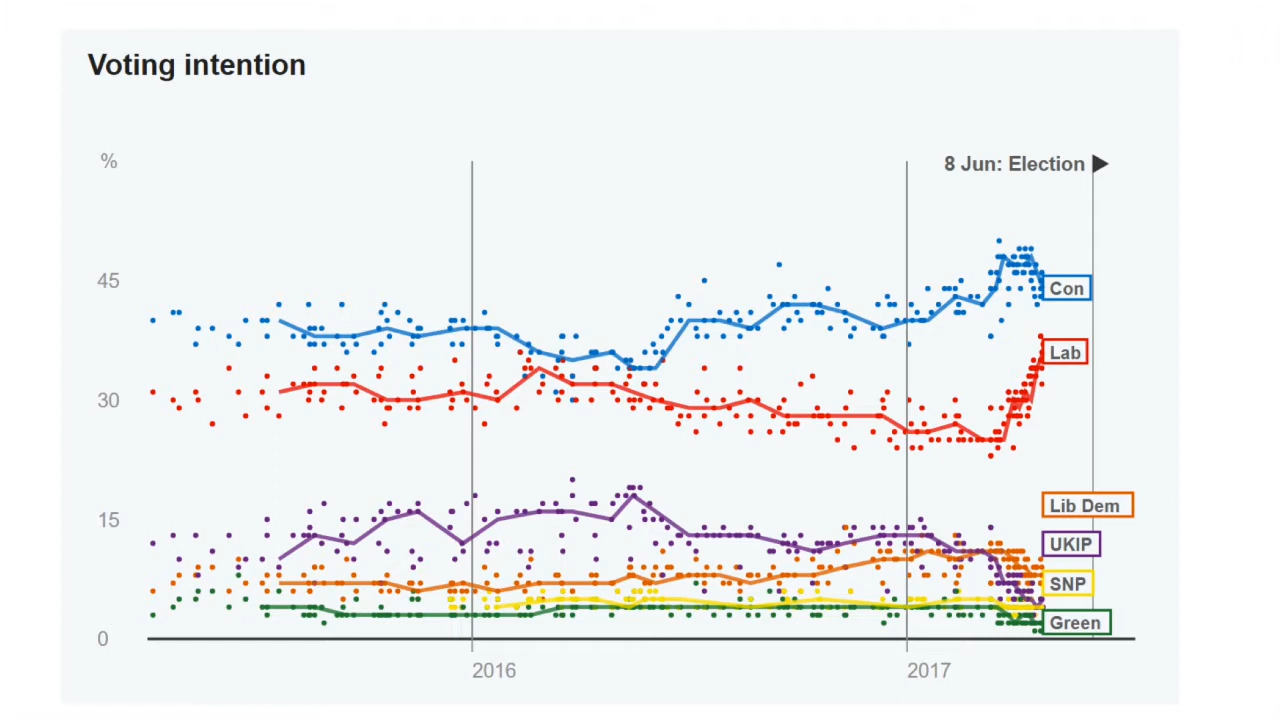 Voting intention
%
8 Jun: Election
45
Con
Lab
30
Lib Dem
15
UKIP
SNP
Green
0
2016
2017